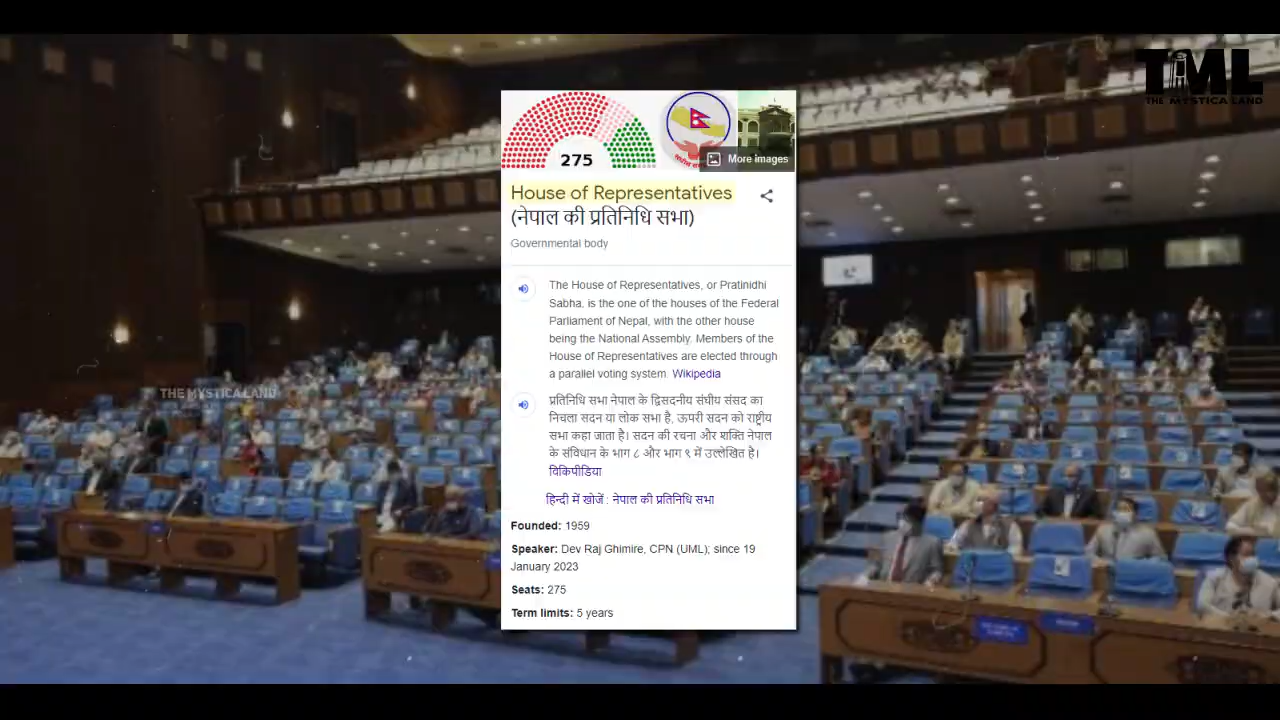 TML
THE MYSTICA LAND
275
More images
House of Representatives
(नेपाल की प्रतिनिधि सभा)
Governmental body
The House of Representatives, or Pratinidhi
Sabha, is the one of the houses of the Federal
Parliament of Nepal, with the other house
being the National Assembly. Members of the
House of Representatives are elected through
a parallel voting system. Wikipedia
THE MYSTICA LAND
प्रतिनिधि सभा नेपाल के द्विसदनीय संघीय संसद का
निचला सदन या लोक सभा है, ऊपरी सदन को राष्ट्रीय
सभा कहा जाता है। सदन की रचना और शक्ति नेपाल
के संविधान के भाग ८ और भाग ९ में उल्लेखित है।
विकिपीडिया
हिन्दी में खोजें : नेपाल की प्रतिनिधि सभा
Founded: 1959
Speaker: Dev Raj Ghimire, CPN (UML); since 19
January 2023
Seats: 275
Term limits: 5 years